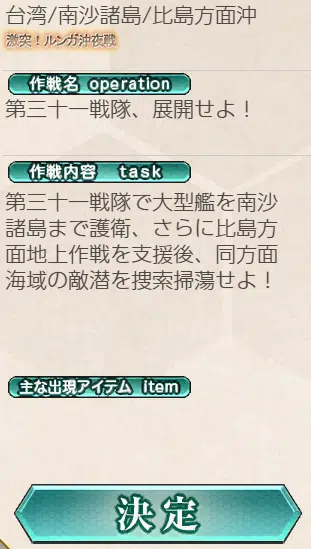 台湾/南沙諸島/比島方面沖
激突!ルンガ沖夜戦
作戦名 operation
第三十一戦隊、展開せよ!
作戦内容 task
第三十一戦隊で大型艦を南沙
諸島まで護衛、さらに比島方
面地上作戦を支援後、同方面
海域の敵潜を捜索掃蕩せよ!
主な出現アイテム item
決定